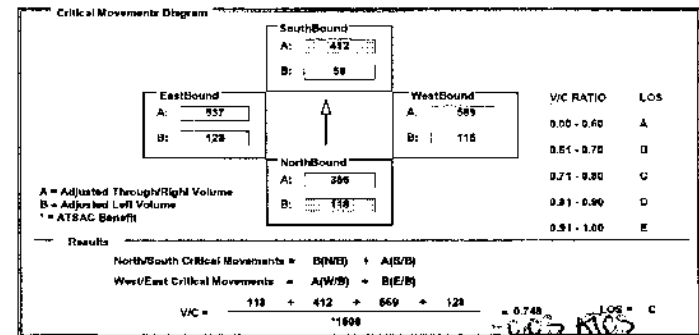 Critical Movements Diagram
SouthBound
A: 412
B: 58
EastBound
A: 537
B: 128
WestBound
A:
B: 116
V/C RATIO LOS
0.00 - 0.60 A
0.61 - 0.70 B
0.71 - 0.80 C
0.81 - 0.90 D
0.91 - 1.00 E
NorthBound
A: 386
B: 118
A = Adjusted Through/Right Volume
B = Adjusted Left Volume
* = ATSAC Benefit
Results
North/South Critical Movements = B(N/B) + A(S/B)
West/East Critical Movements = A(W/B) + B(E/B)
V/C = 118 + 412 + 569 + 128
*1500
= 0.748 LOS = C